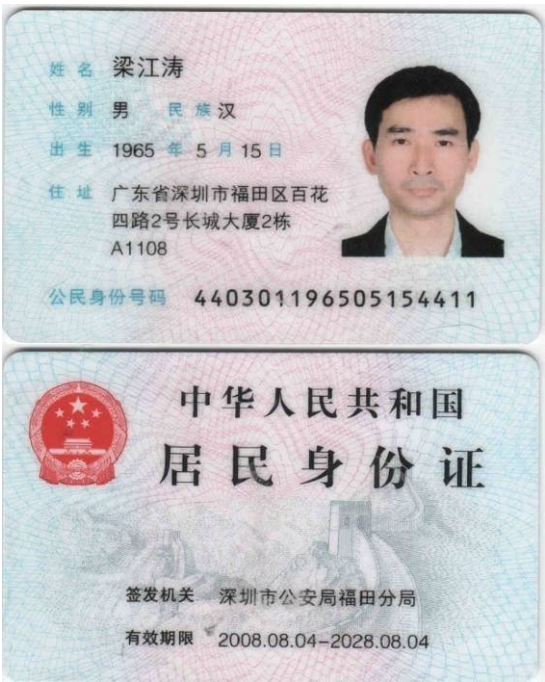 姓名 梁江涛
性别 男 民族 汉
出生 1965 年 5 月 15 日
住址 广东省深圳市福田区百花
四路2号长城大厦2栋
A1108
公民身份号码 440301196505154411
中华人民共和国
居民身份证
签发机关 深圳市公安局福田分局
有效期限 2008.08.04-2028.08.04